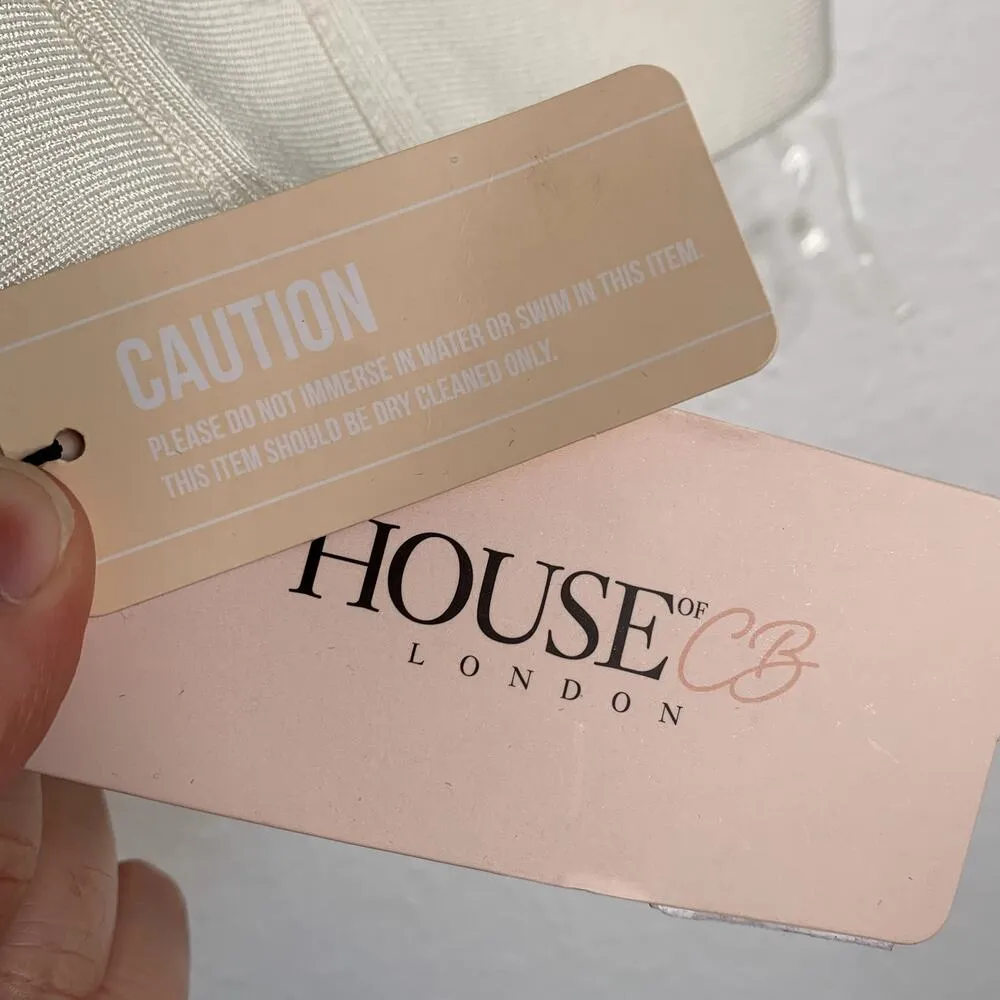 CAUTION
PLEASE DO NOT IMMERSE IN WATER OR SWIM IN THIS ITEM.
THIS ITEM SHOULD BE DRY CLEANED ONLY.
HOUSE OF CB
LONDON